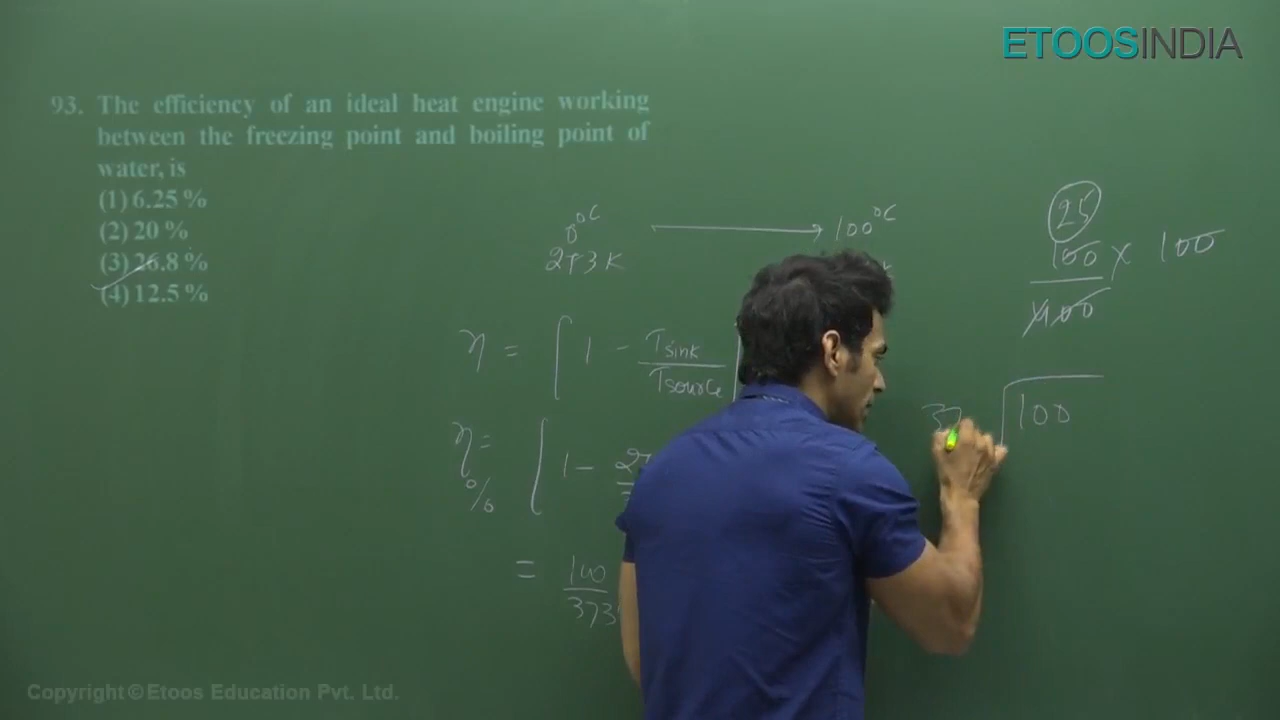 ETOOSINDIA
93. The efficiency of an ideal heat engine working
between the freezing point and boiling point of
water, is
(1) 6.25 %
(2) 20 %
(3) 26.8 %
(4) 12.5 %
0°C → 100°C
273K
η = [ 1 - Tsink / Tsource
η% = [ 1 - 27
= 100 / 373
25
100 × 100
400
37 100
Copyright © Etoos Education Pvt. Ltd.